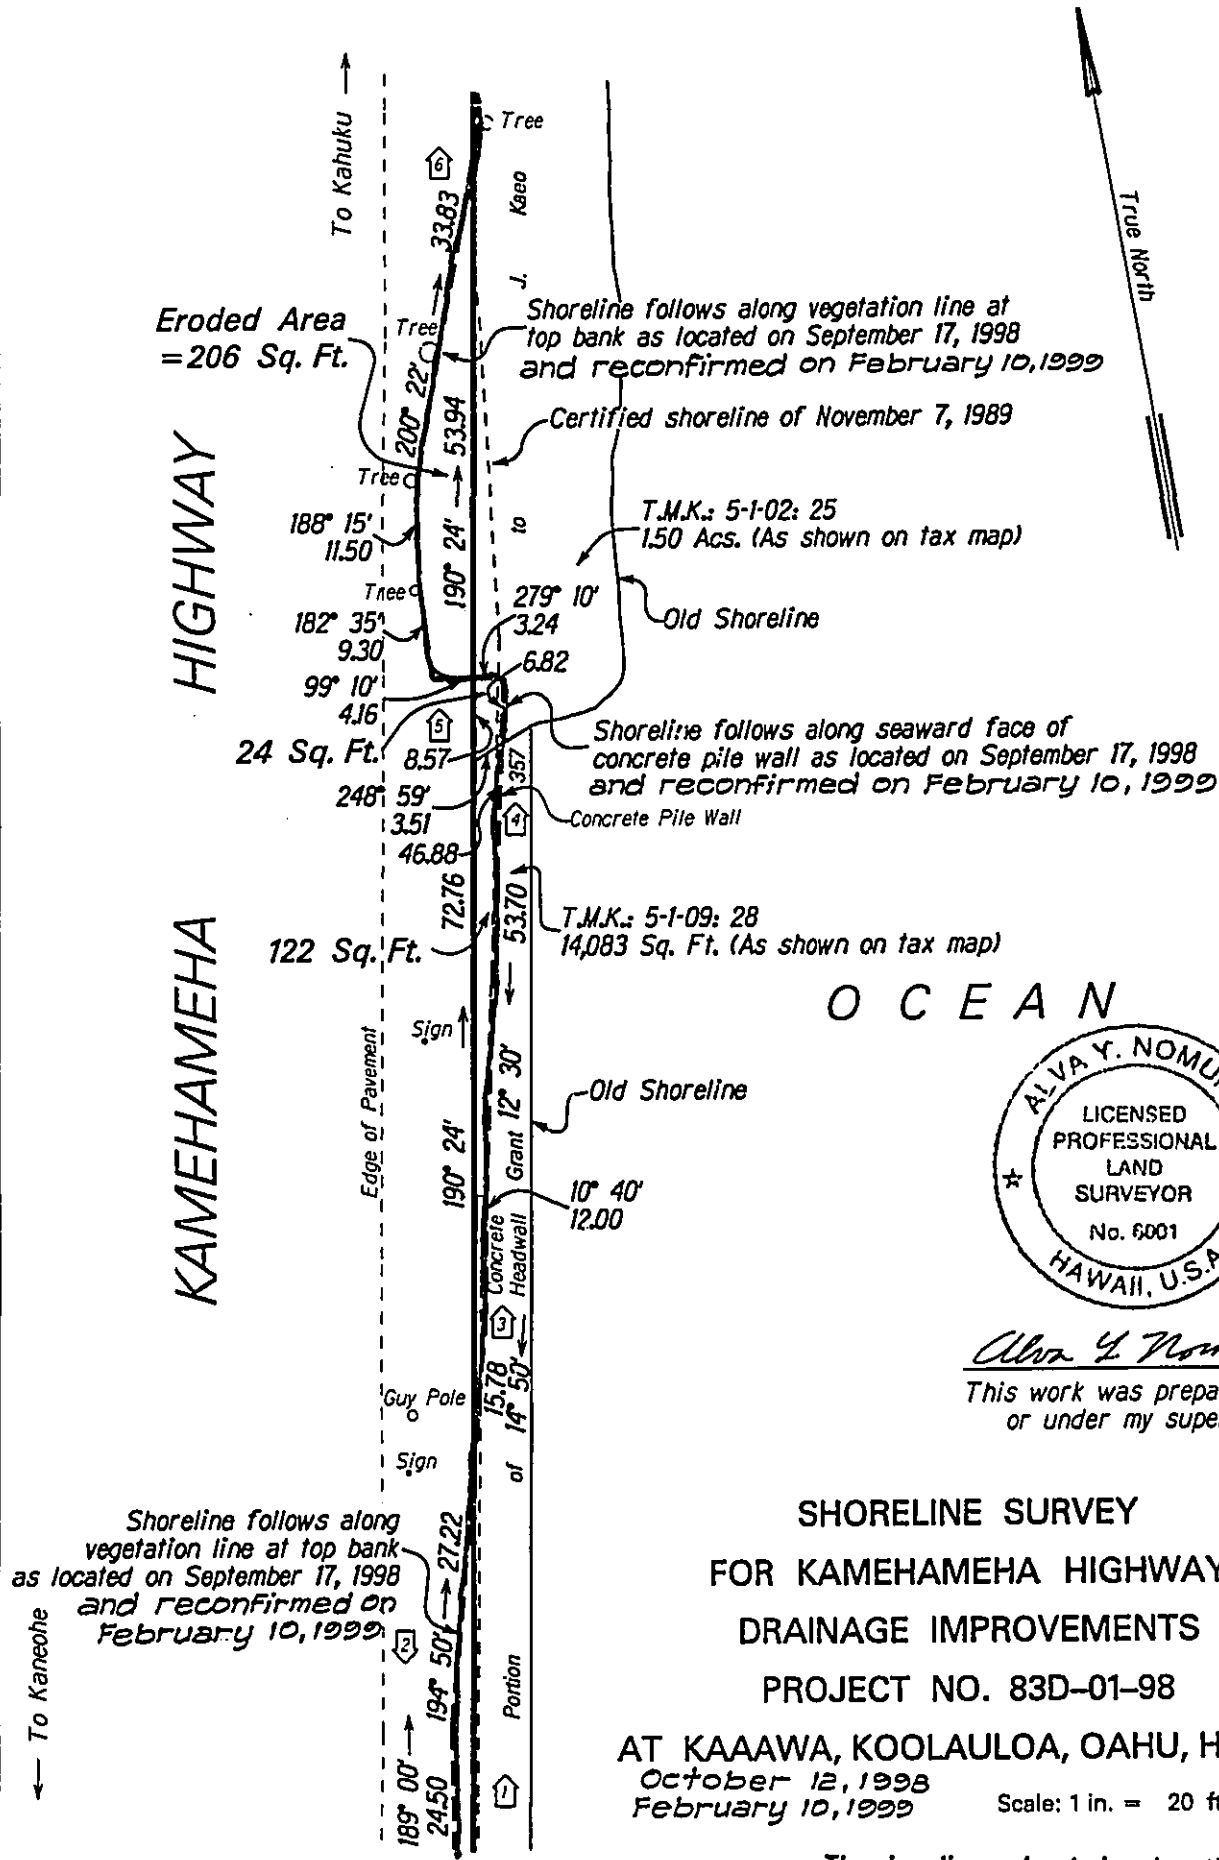 To Kahuku
True North
Tree
J. Kaeo
to
6
33.83
Eroded Area
=206 Sq. Ft.
Tree
Shoreline follows along vegetation line at
top bank as located on September 17, 1998
and reconfirmed on February 10, 1999
200° 22'
53.94
Certified shoreline of November 7, 1989
Tree
188° 15'
11.50
T.M.K.: 5-1-02: 25
1.50 Acs. (As shown on tax map)
190° 24'
Tree
279° 10'
3.24
Old Shoreline
182° 35'
9.30
6.82
99° 10'
4.16
5
24 Sq. Ft.
8.57
357
Shoreline follows along seaward face of
concrete pile wall as located on September 17, 1998
and reconfirmed on February 10, 1999
248° 59'
3.51
4
Concrete Pile Wall
46.88
72.76
53.70
T.M.K.: 5-1-09: 28
14,083 Sq. Ft. (As shown on tax map)
122 Sq. Ft.
KAMEHAMEHA HIGHWAY
OCEAN
Sign
Edge of Pavement
12° 30'
Old Shoreline
190° 24'
Grant
10° 40'
12.00
Concrete
Headwall
3
15.78
14° 50'
Guy Pole
Sign
of
ALVA Y. NOMU
LICENSED
PROFESSIONAL
LAND
SURVEYOR
No. 6001
HAWAII, U.S.A
Alva Y. Nom
This work was prepa
or under my supe
Shoreline follows along
vegetation line at top bank
as located on September 17, 1998
and reconfirmed on
February 10, 1999
27.22
194° 50'
2
Portion
To Kaneohe
189° 00'
24.50
1
SHORELINE SURVEY
FOR KAMEHAMEHA HIGHWAY
DRAINAGE IMPROVEMENTS
PROJECT NO. 83D-01-98
AT KAAAWA, KOOLAULOA, OAHU, H
October 12, 1998
February 10, 1999
Scale: 1 in. = 20 ft